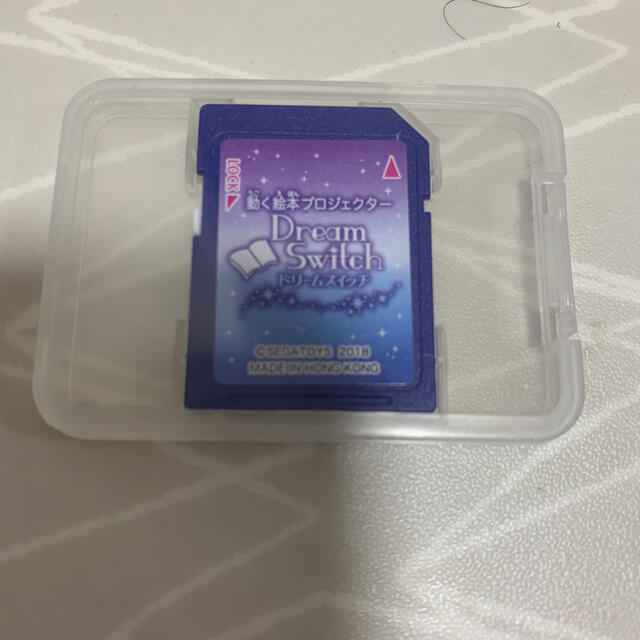 LOCK
動く絵本プロジェクター
Dream
Switch
ドリームスイッチ
©SEGATOYS 2018
MADE IN HONG KONG